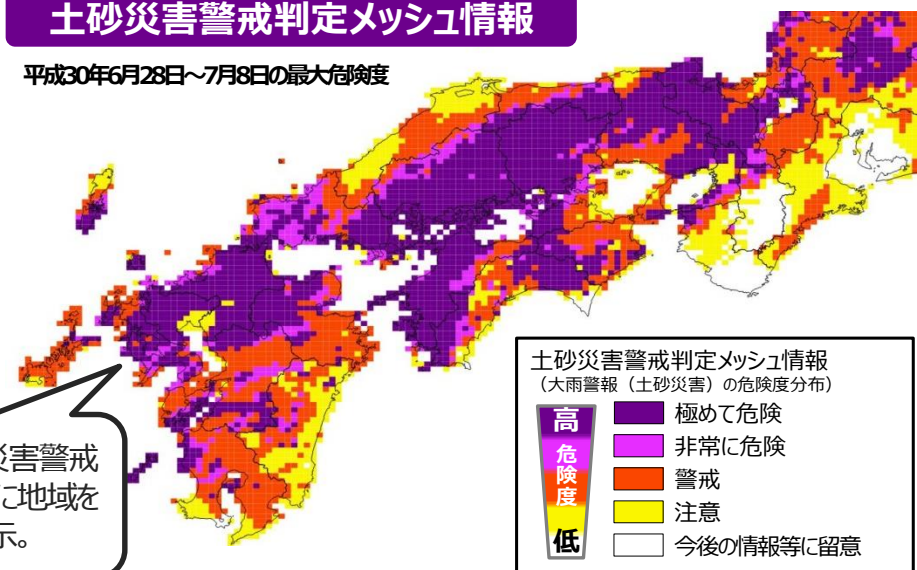 土砂災害警戒判定メッシュ情報
平成30年6月28日～7月8日の最大危険度
災害警戒
に地域を
示。
土砂災害警戒判定メッシュ情報
（大雨警報（土砂災害）の危険度分布）
高
危険度
低
極めて危険
非常に危険
警戒
注意
今後の情報等に留意